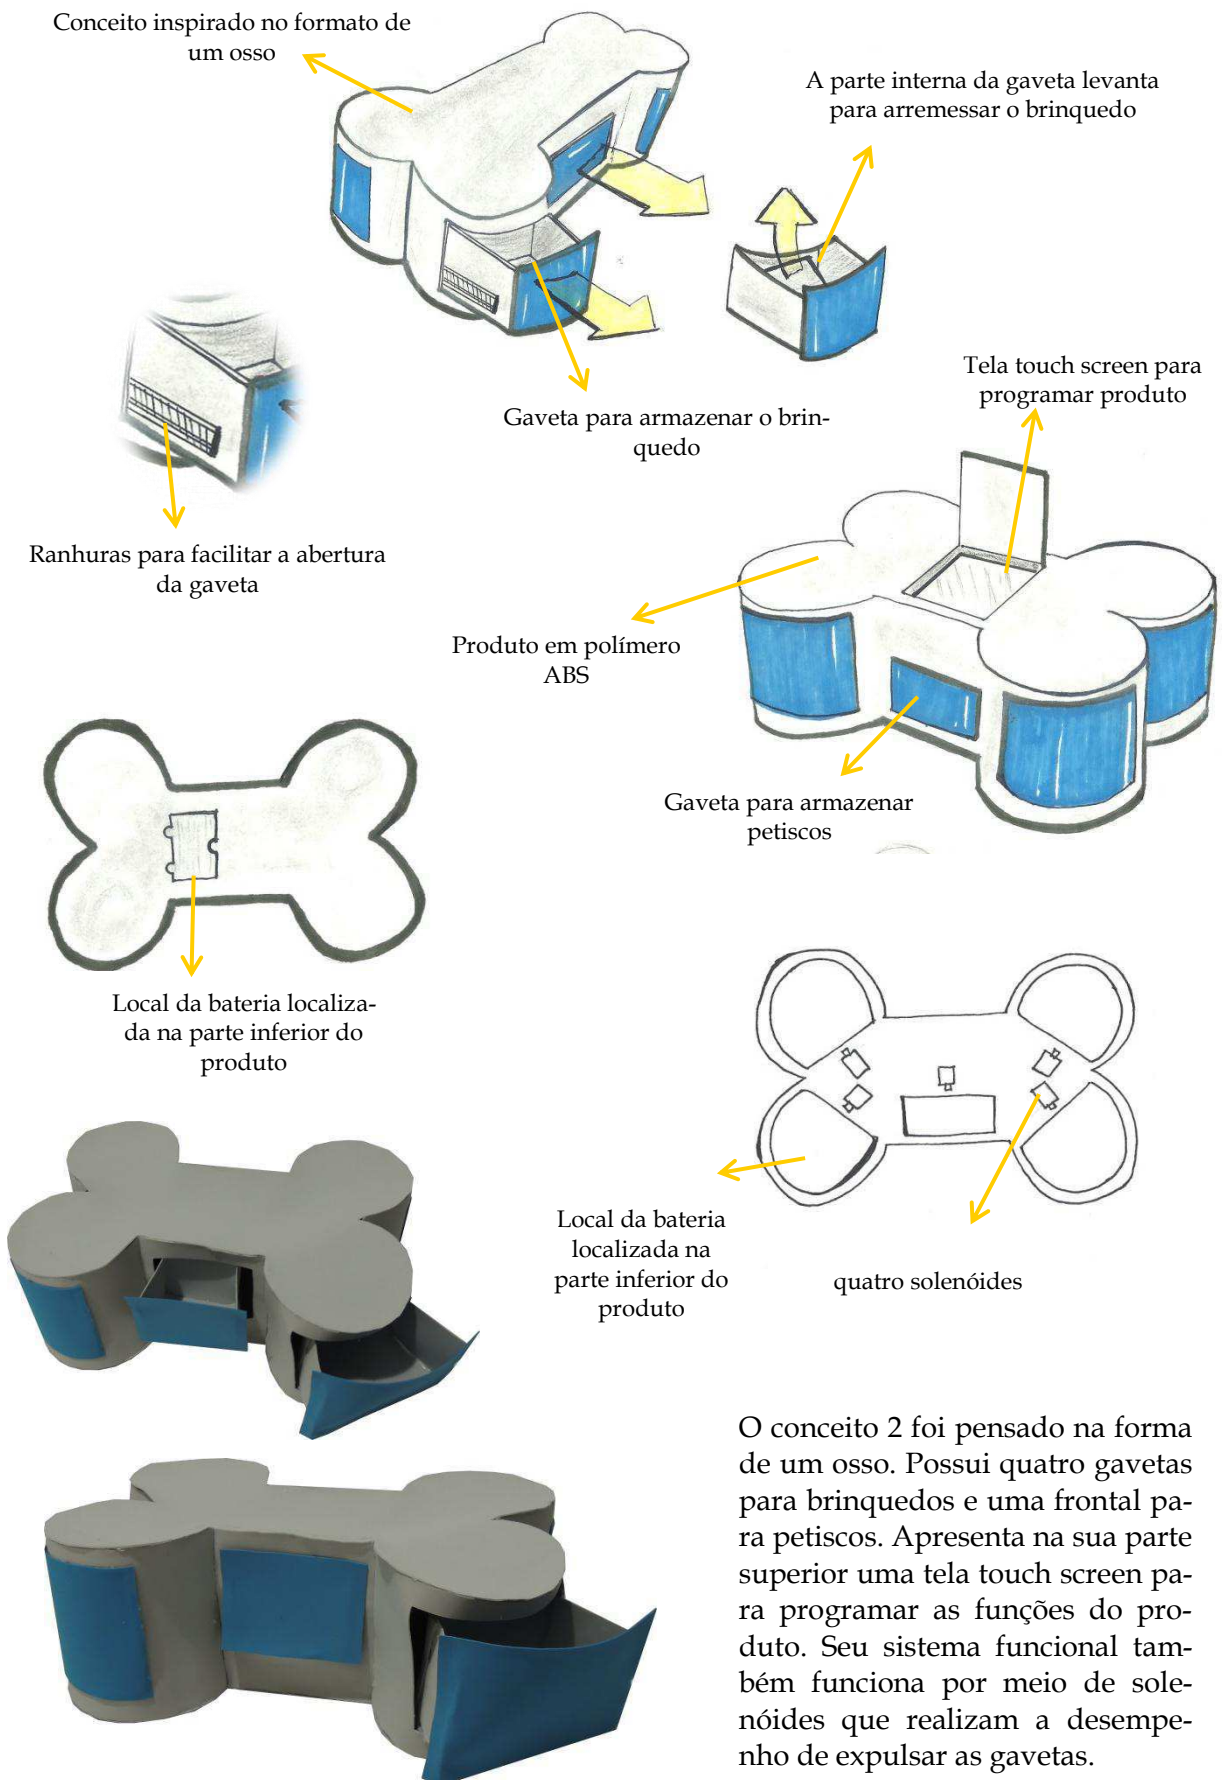 Conceito inspirado no formato de
um osso
A parte interna da gaveta levanta
para arremessar o brinquedo
Tela touch screen para
programar produto
Gaveta para armazenar o brin-
quedo
Ranhuras para facilitar a abertura
da gaveta
Produto em polímero
ABS
Gaveta para armazenar
petiscos
Local da bateria localiza-
da na parte inferior do
produto
Local da bateria
localizada na
parte inferior do
produto
quatro solenóides
O conceito 2 foi pensado na forma
de um osso. Possui quatro gavetas
para brinquedos e uma frontal pa-
ra petiscos. Apresenta na sua parte
superior uma tela touch screen pa-
ra programar as funções do pro-
duto. Seu sistema funcional tam-
bém funciona por meio de sole-
nóides que realizam a desempe-
nho de expulsar as gavetas.